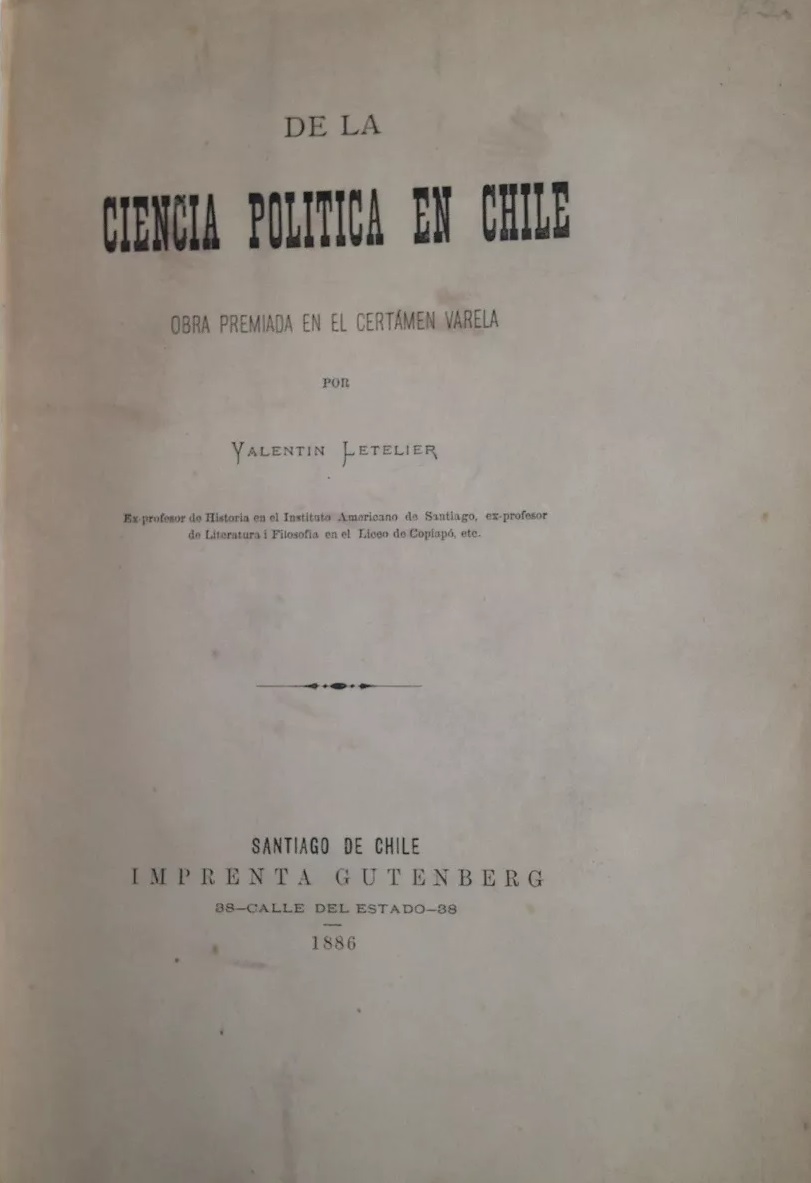 DE LA
CIENCIA POLITICA EN CHILE
OBRA PREMIADA EN EL CERTÁMEN VARELA
POR
VALENTIN LETELIER
Ex-profesor de Historia en el Instituto Americano de Santiago, ex-profesor
de Literatura i Filosofía en el Liceo de Copiapó, etc.
SANTIAGO DE CHILE
IMPRENTA GUTENBERG
38—CALLE DEL ESTADO—38
1886